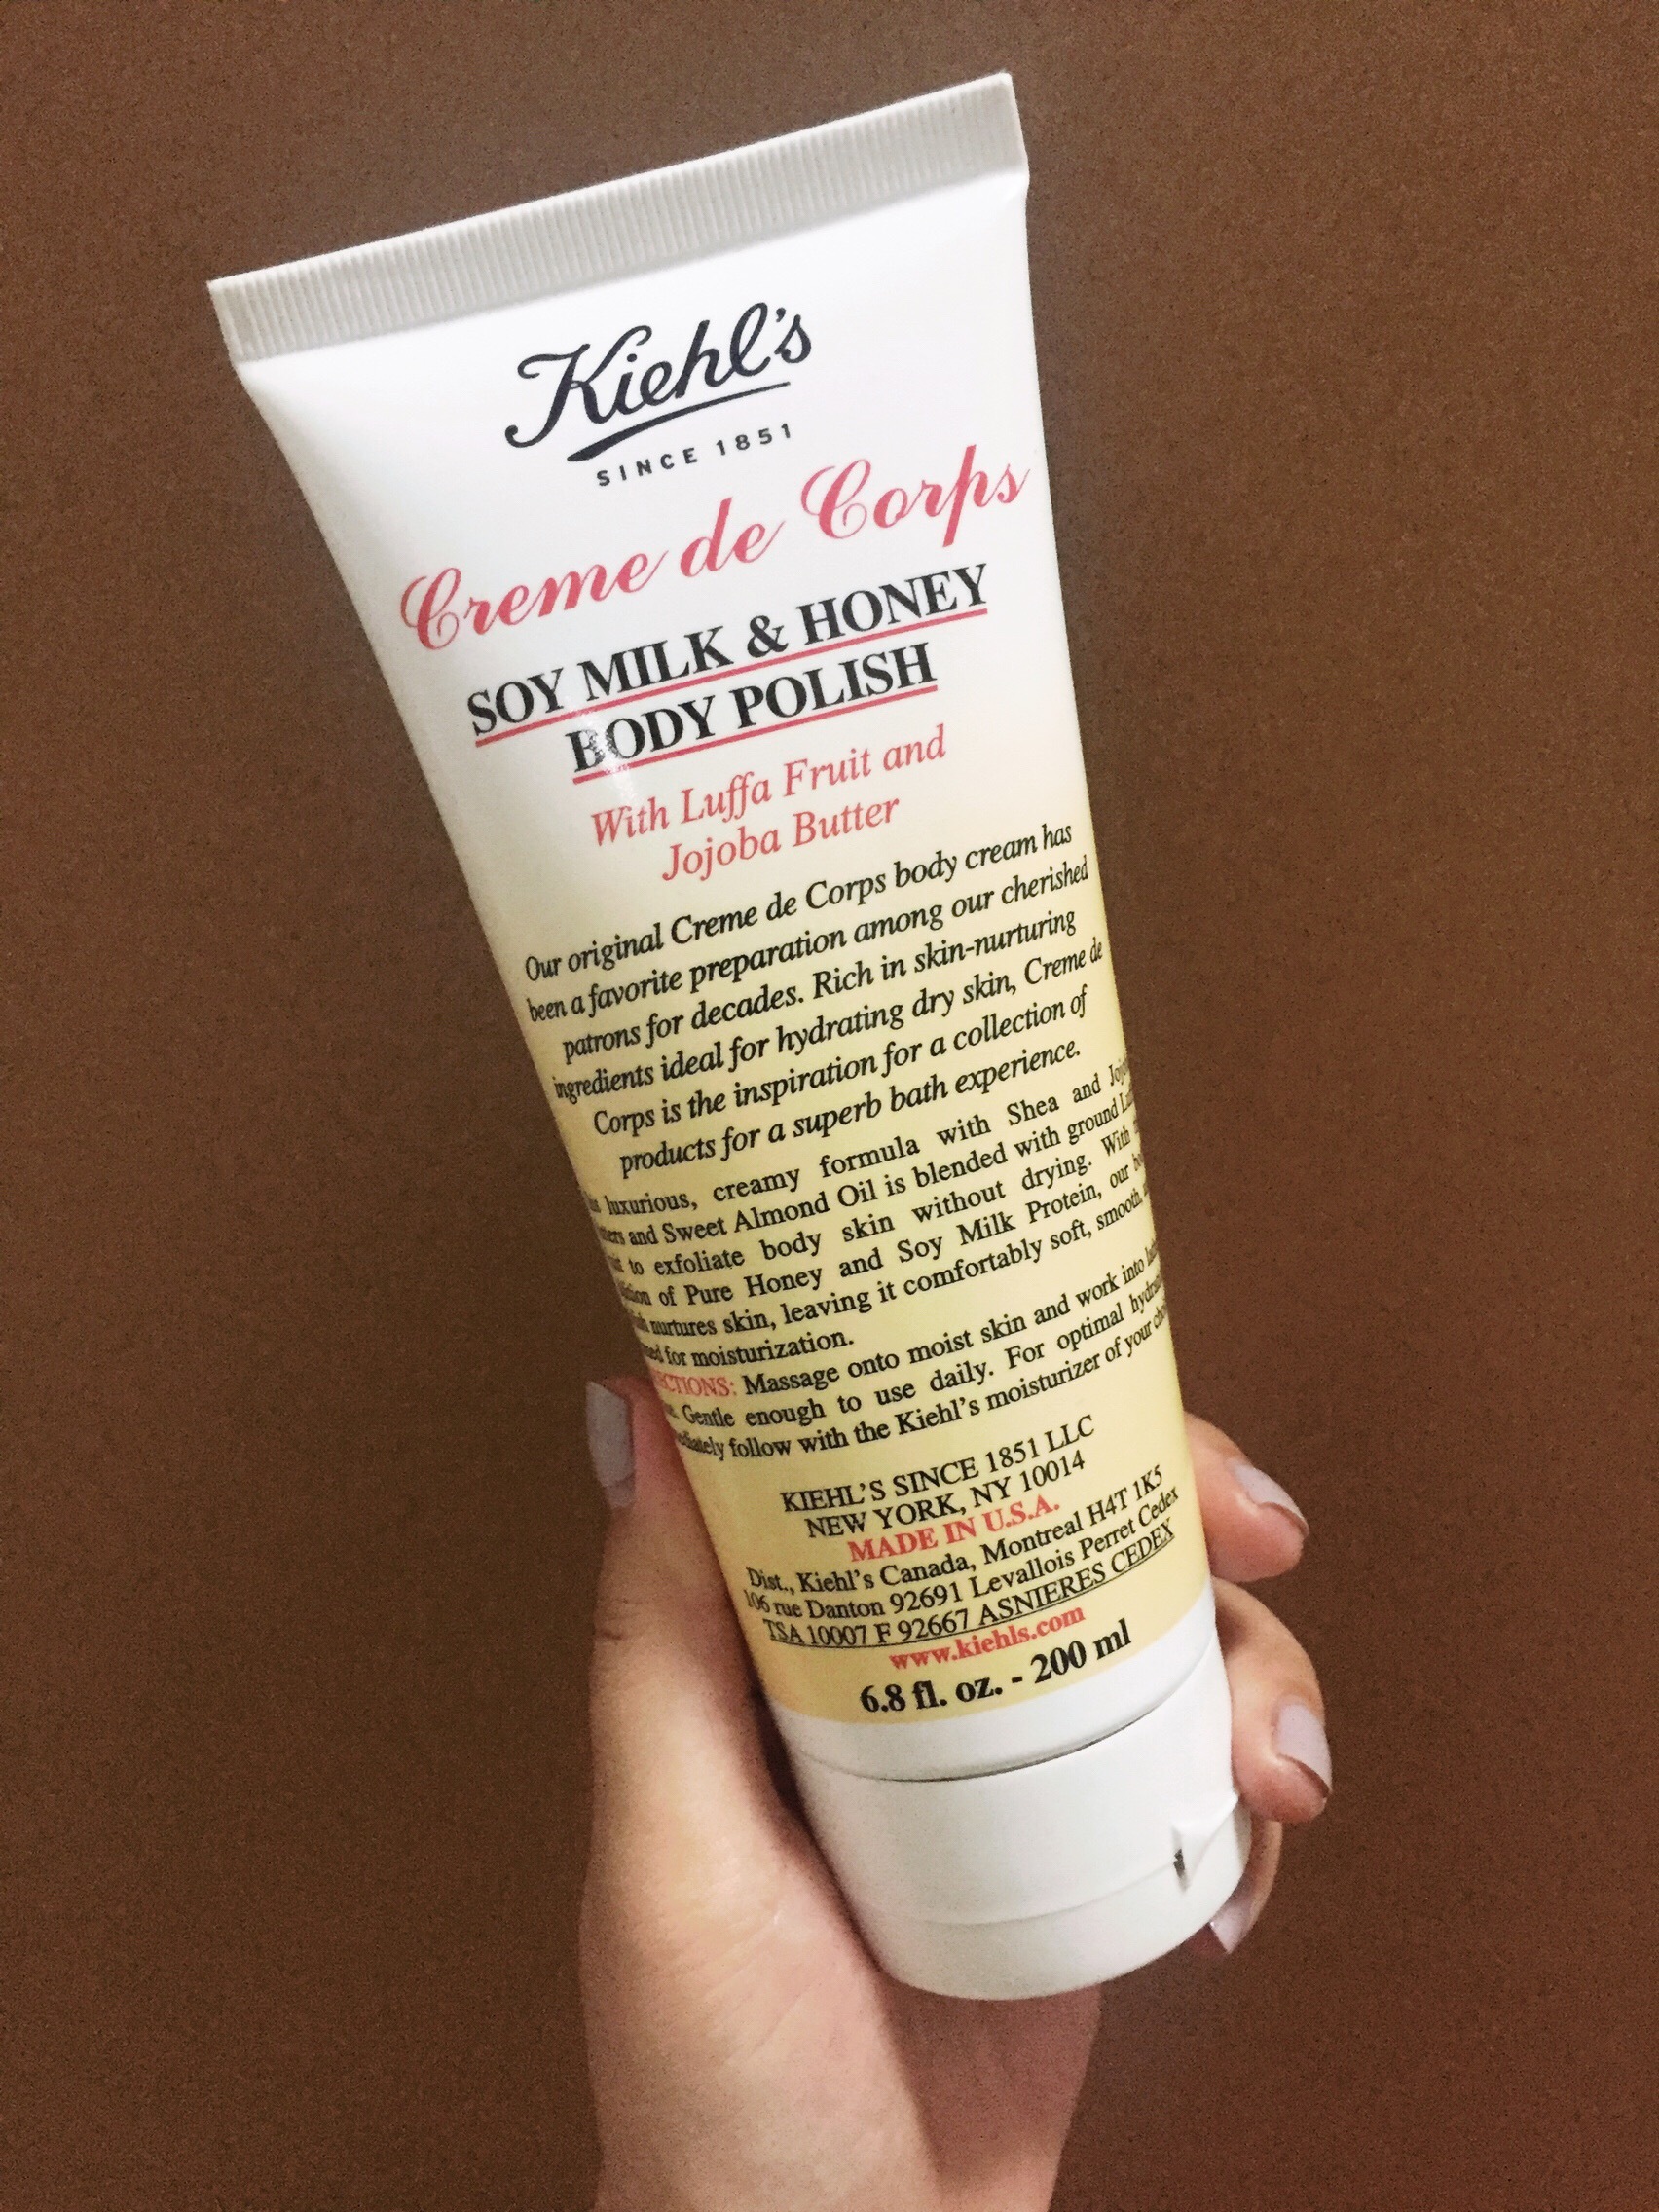 Kiehl's
SINCE 1851
Creme de Corps
SOY MILK & HONEY
BODY POLISH
With Luffa Fruit and
Jojoba Butter
Our original Creme de Corps body cream has
been a favorite preparation among our cherished
patrons for decades. Rich in skin-nurturing
ingredients ideal for hydrating dry skin, Creme de
Corps is the inspiration for a collection of
products for a superb bath experience.
luxurious, creamy formula with Shea and
and Sweet Almond Oil is blended with ground
to exfoliate body skin without drying. With
of Pure Honey and Soy Milk Protein, our
nurtures skin, leaving it comfortably soft, smooth,
for moisturization.
Massage onto moist skin and work into
Gentle enough to use daily. For optimal
follow with the Kiehl's moisturizer of your
KIEHL'S SINCE 1851 LLC
NEW YORK, NY 10014
MADE IN U.S.A.
Dist., Kiehl's Canada, Montreal H4T 1K5
106 rue Danton 92691 Levallois Perret Cedex
TSA 10007 F 92667 ASNIERES CEDEX
www.kiehls.com
6.8 fl. oz. - 200 ml